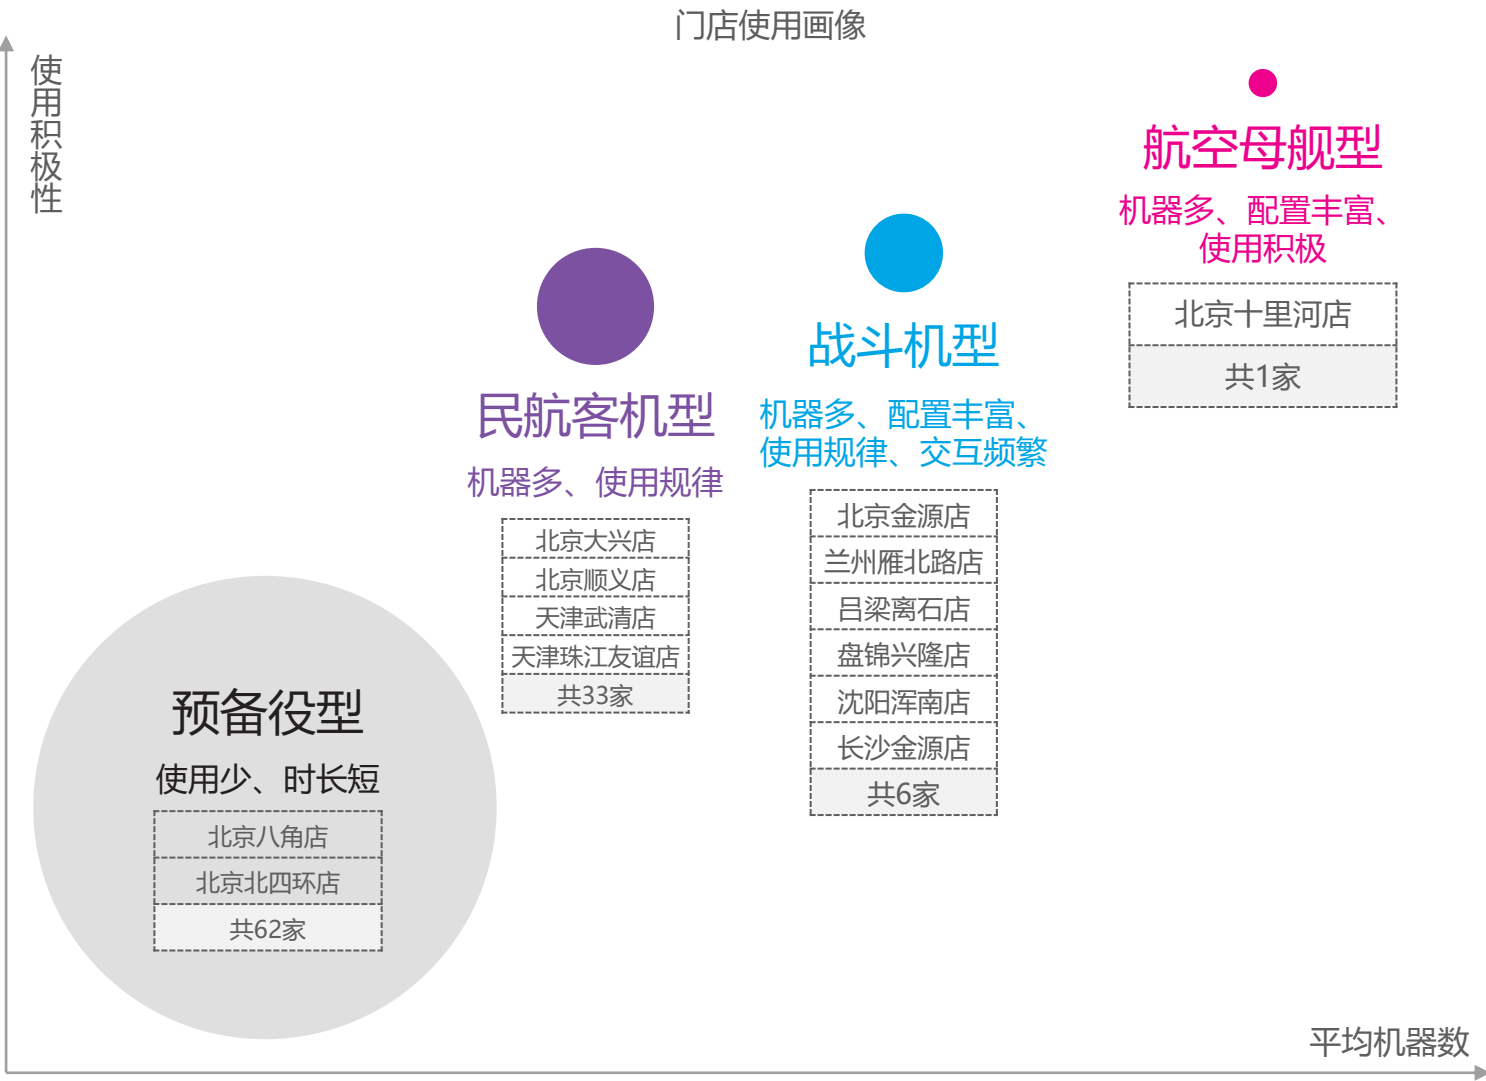 门店使用画像
使用积极性
航空母舰型
机器多、配置丰富、
使用积极
北京十里河店
共1家
战斗机型
机器多、配置丰富、
使用规律、交互频繁
北京金源店
兰州雁北路店
吕梁离石店
盘锦兴隆店
沈阳浑南店
长沙金源店
共6家
民航客机型
机器多、使用规律
北京大兴店
北京顺义店
天津武清店
天津珠江友谊店
共33家
预备役型
使用少、时长短
北京八角店
北京北四环店
共62家
平均机器数